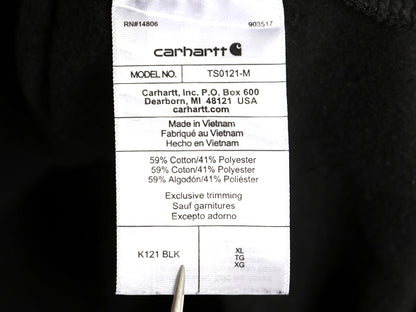 RN#14806 903517
carhartt
MODEL NO. TS0121-M
Carhartt, Inc. P.O. Box 600
Dearborn, MI 48121 USA
carhartt.com
Made in Vietnam
Fabriqué au Vietnam
Hecho en Vietnam
59% Cotton/41% Polyester
59% Coton/41% Polyester
59% Algodón/41% Polyester
Exclusive trimming
Sauf garnitures
Excepto adorno
K121 BLK
XL
TG
XG